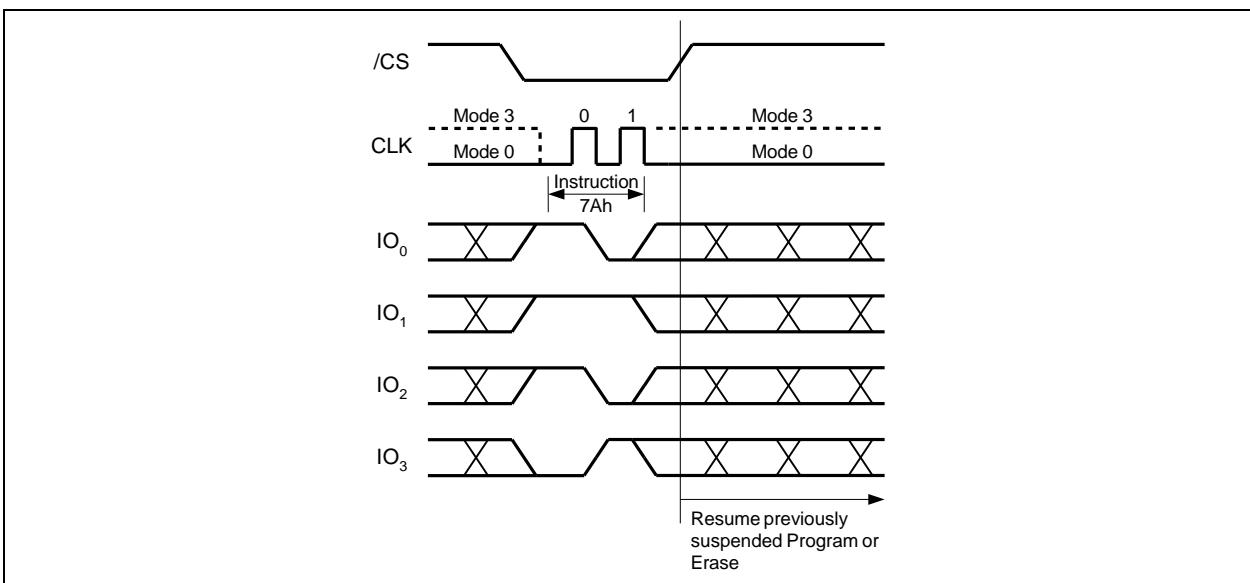 /CS
Mode 3 0 1 Mode 3
CLK
Mode 0 Mode 0
Instruction
7Ah
IO0
IO1
IO2
IO3
Resume previously
suspended Program or
Erase